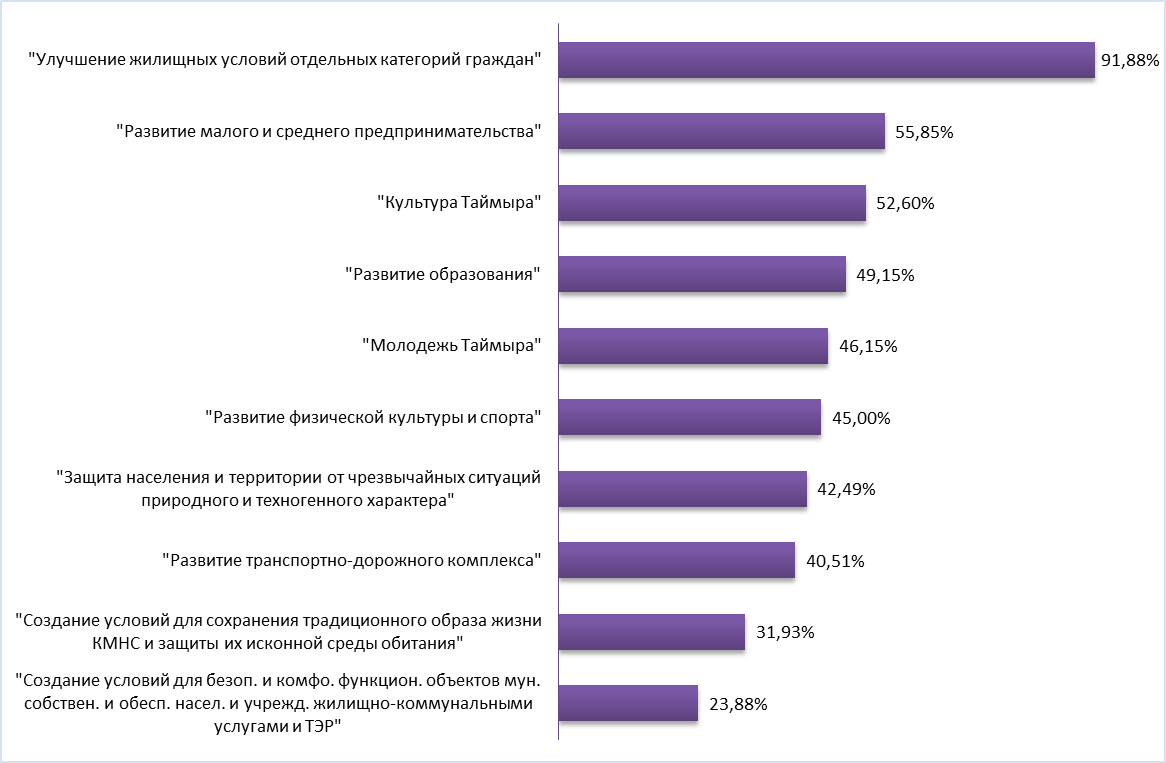 "Улучшение жилищных условий отдельных категорий граждан" 91,88%
"Развитие малого и среднего предпринимательства" 55,85%
"Культура Таймыра" 52,60%
"Развитие образования" 49,15%
"Молодежь Таймыра" 46,15%
"Развитие физической культуры и спорта" 45,00%
"Защита населения и территории от чрезвычайных ситуаций
природного и техногенного характера" 42,49%
"Развитие транспортно-дорожного комплекса" 40,51%
"Создание условий для сохранения традиционного образа жизни
КМНС и защиты их исконной среды обитания" 31,93%
"Создание условий для безоп. и комфо. функцион. объектов мун.
собствен. и обесп. насел. и учрежд. жилищно-коммунальными
услугами и ТЭР" 23,88%